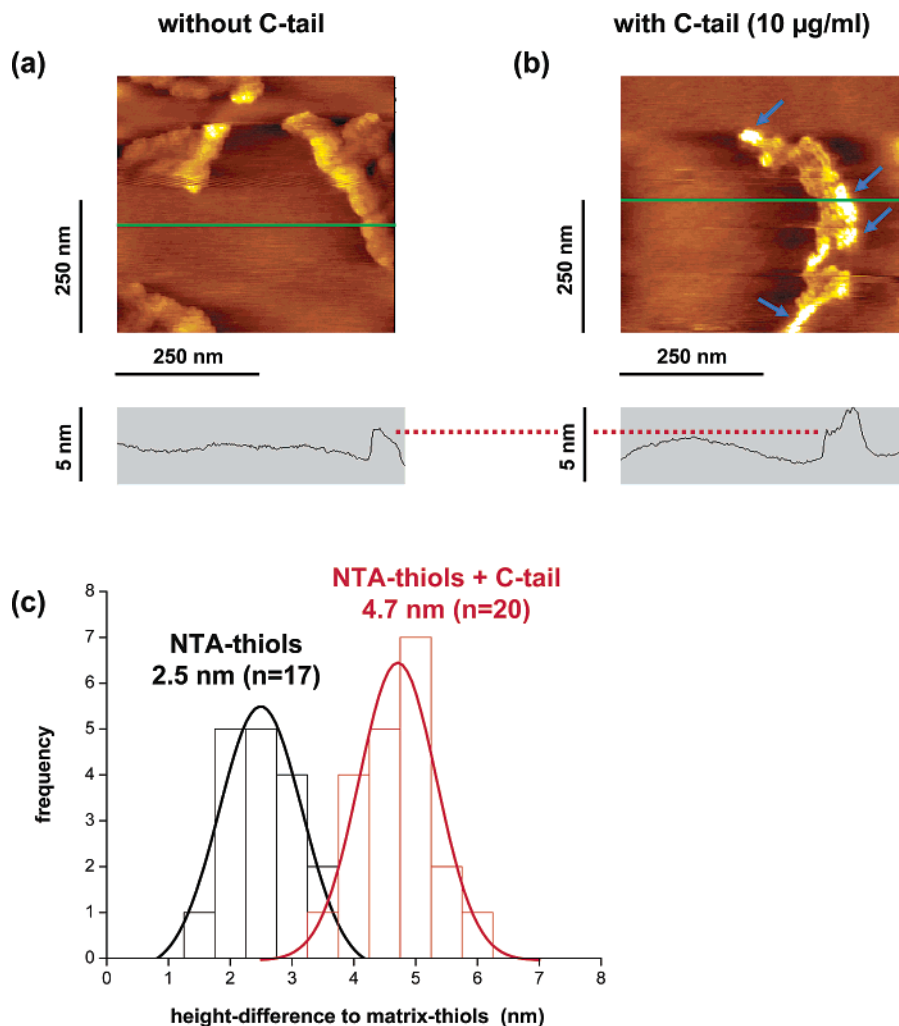 without C-tail
with C-tail (10 µg/ml)
(a)
(b)
250 nm
250 nm
250 nm
250 nm
5 nm
5 nm
(c)
NTA-thiols + C-tail
4.7 nm (n=20)
NTA-thiols
2.5 nm (n=17)
frequency
8
7
6
5
4
3
2
1
0
0 1 2 3 4 5 6 7 8
height-difference to matrix-thiols (nm)